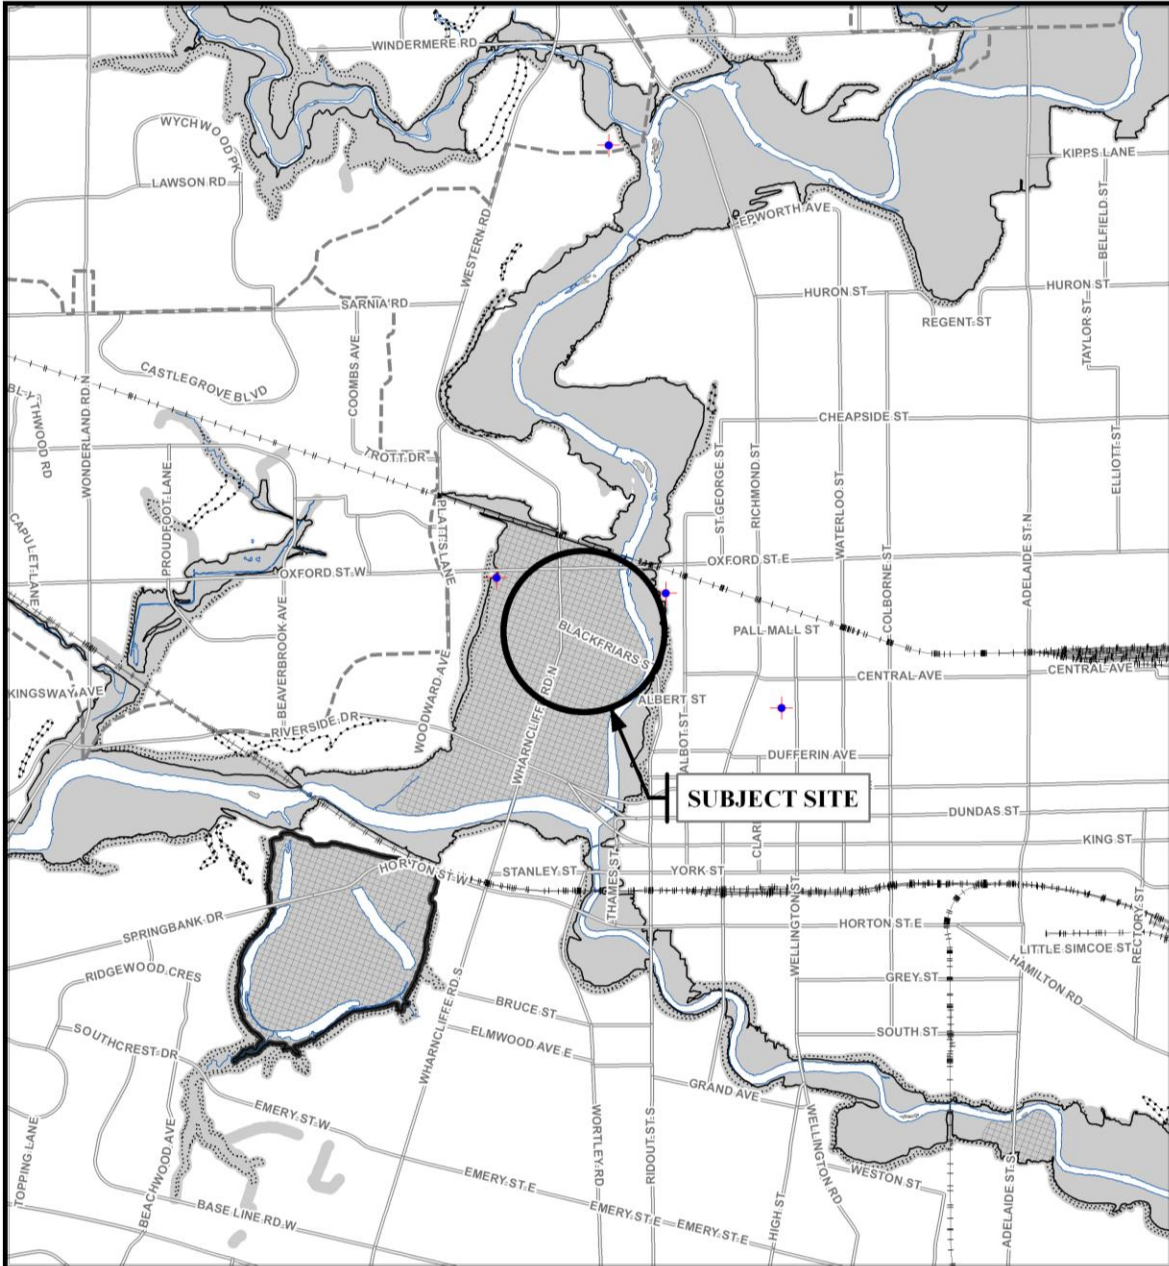 WINDERMERE RD
WYCHWOOD PK
LAWSON RD
WESTERN RD
KIPPS LANE
BELFIELD ST
EPWORTH AVE
HURON ST
HURON ST
REGENT ST
SARNIA RD
TAYLOR ST
COOMBS AVE
CASTLEGROVE BLVD
WONDERLAND RD N
CHEAPSIDE ST
ELLIOTT ST
ST GEORGE ST
RICHMOND ST
WATERLOO ST
TROTT DR
PROUDFOOT LANE
PLATTS LANE
CAPULET LANE
COLBORNE ST
ADELAIDE ST N
OXFORD ST W
OXFORD ST E
BEAVERBROOK AVE
BLACKFRIARS S
PALL MALL ST
CENTRAL AVE
CENTRAL AVE
KINGSWAY AVE
WOODWARD AVE
WHARNCLIFFE RD N
ALBERT ST
RIVERSIDE DR
DUFFERIN AVE
SUBJECT SITE
DUNDAS ST
KING ST
CLAR
HORTON ST W
STANLEY ST
YORK ST
THAMES ST
SPRINGBANK DR
WELLINGTON ST
HORTON ST E
RECTORY ST
LITTLE SIMCOE ST
HAMILTON RD
RIDGEWOOD CRES
GREY ST
BRUCE ST
SOUTHCREST DR
WHARNCLIFFE RD S
ELMWOOD AVE E
SOUTH ST
GRAND AVE
EMERY ST W
TOPPING LANE
BEACHWOOD AVE
WORTLEY RD
RIDOUT ST S
WELLINGTON RD
WESTON ST
EMERY ST E
BASE LINE RD W
EMERY ST E
EMERY ST E
HIGH ST
ADELAIDE ST S